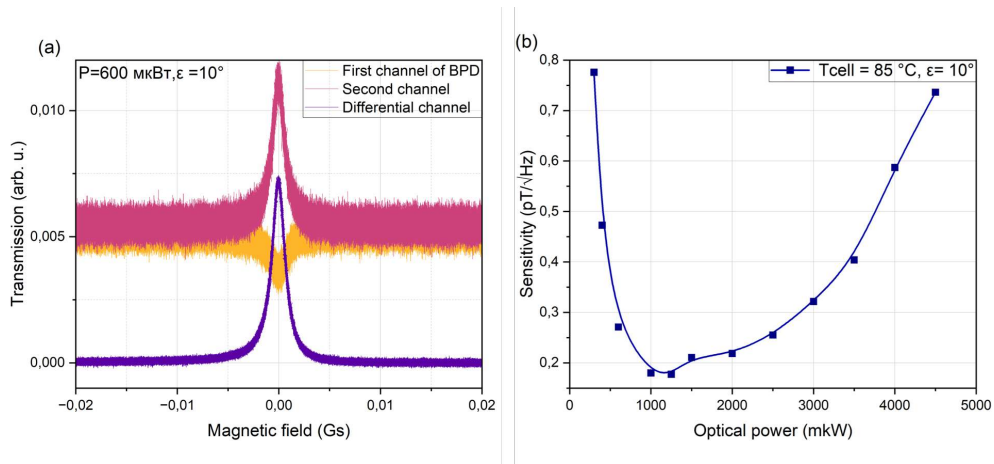 (a)
P=600 мкВт,ε =10°
First channel of BPD
Second channel
Differential channel
0,010
0,005
0,000
Transmission (arb. u.)
−0,02
−0,01
0,00
0,01
0,02
Magnetic field (Gs)
(b)
Tcell = 85 °C, ε= 10°
0,8
0,7
0,6
0,5
0,4
0,3
0,2
Sensitivity (pT/√Hz)
0
1000
2000
3000
4000
5000
Optical power (mkW)